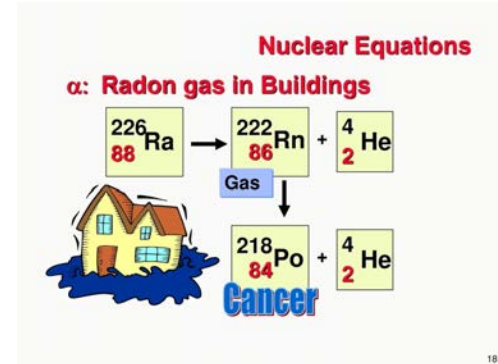 Nuclear Equations
α: Radon gas in Buildings
226 88 Ra → 222 86 Rn + 4 2 He
Gas
218 84 Po + 4 2 He
Cancer
18